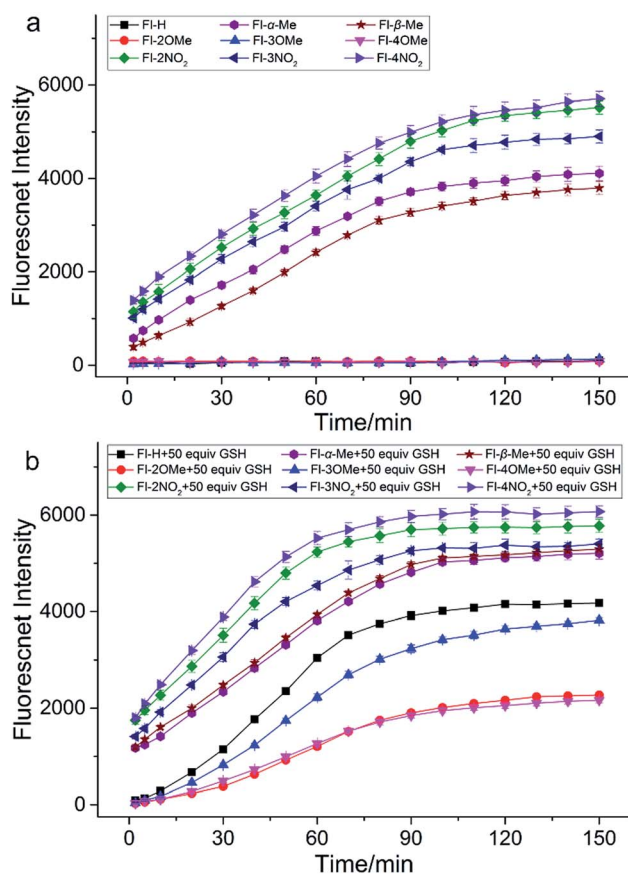 a
Fl-H Fl-α-Me Fl-β-Me
Fl-2OMe Fl-3OMe Fl-4OMe
Fl-2NO₂ Fl-3NO₂ Fl-4NO₂
6000
4000
2000
0
Fluorescnet Intensity
0 30 60 90 120 150
Time/min
b
Fl-H+50 equiv GSH Fl-α-Me+50 equiv GSH Fl-β-Me+50 equiv GSH
Fl-2OMe+50 equiv GSH Fl-3OMe+50 equiv GSH Fl-4OMe+50 equiv GSH
Fl-2NO₂+50 equiv GSH Fl-3NO₂+50 equiv GSH Fl-4NO₂+50 equiv GSH
6000
4000
2000
0
Fluorescnet Intensity
0 30 60 90 120 150
Time/min